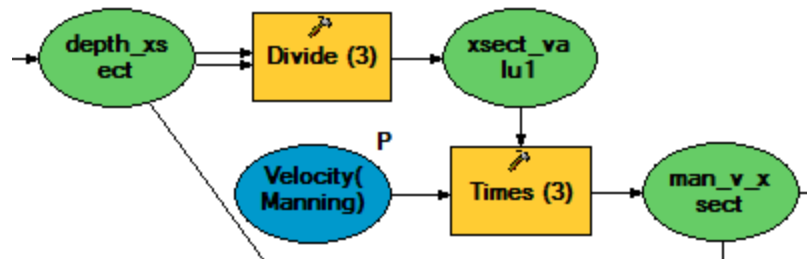 depth_xs
ect
Divide (3)
xsect_va
lu1
P
Velocity(
Manning)
Times (3)
man_v_x
sect